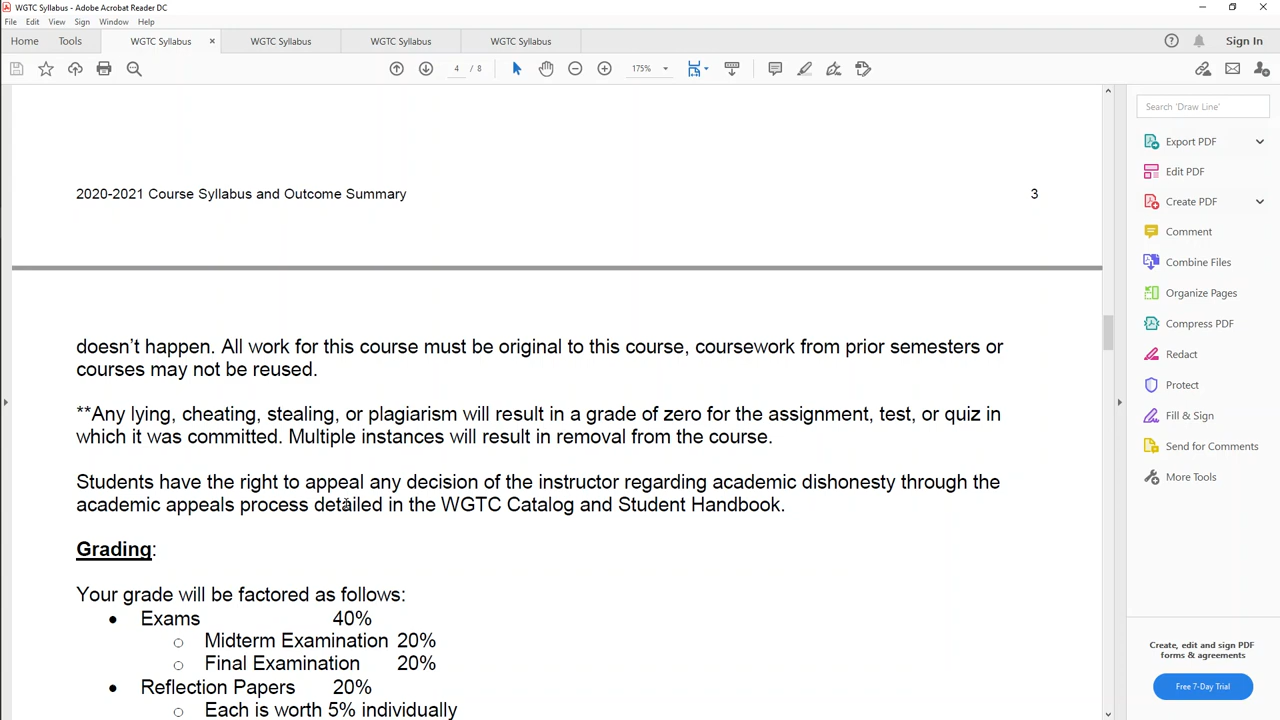 WGTC Syllabus - Adobe Acrobat Reader DC
File Edit View Sign Window Help
Home Tools WGTC Syllabus × WGTC Syllabus WGTC Syllabus WGTC Syllabus Sign In
4 / 8 175%
Search 'Draw Line'
Export PDF
Edit PDF
Create PDF
Comment
Combine Files
Organize Pages
Compress PDF
Redact
Protect
Fill & Sign
Send for Comments
More Tools
Create, edit and sign PDF
forms & agreements
Free 7-Day Trial
2020-2021 Course Syllabus and Outcome Summary 3
doesn’t happen. All work for this course must be original to this course, coursework from prior semesters or
courses may not be reused.
**Any lying, cheating, stealing, or plagiarism will result in a grade of zero for the assignment, test, or quiz in
which it was committed. Multiple instances will result in removal from the course.
Students have the right to appeal any decision of the instructor regarding academic dishonesty through the
academic appeals process detailed in the WGTC Catalog and Student Handbook.
Grading:
Your grade will be factored as follows:
• Exams 40%
○ Midterm Examination 20%
○ Final Examination 20%
• Reflection Papers 20%
○ Each is worth 5% individually